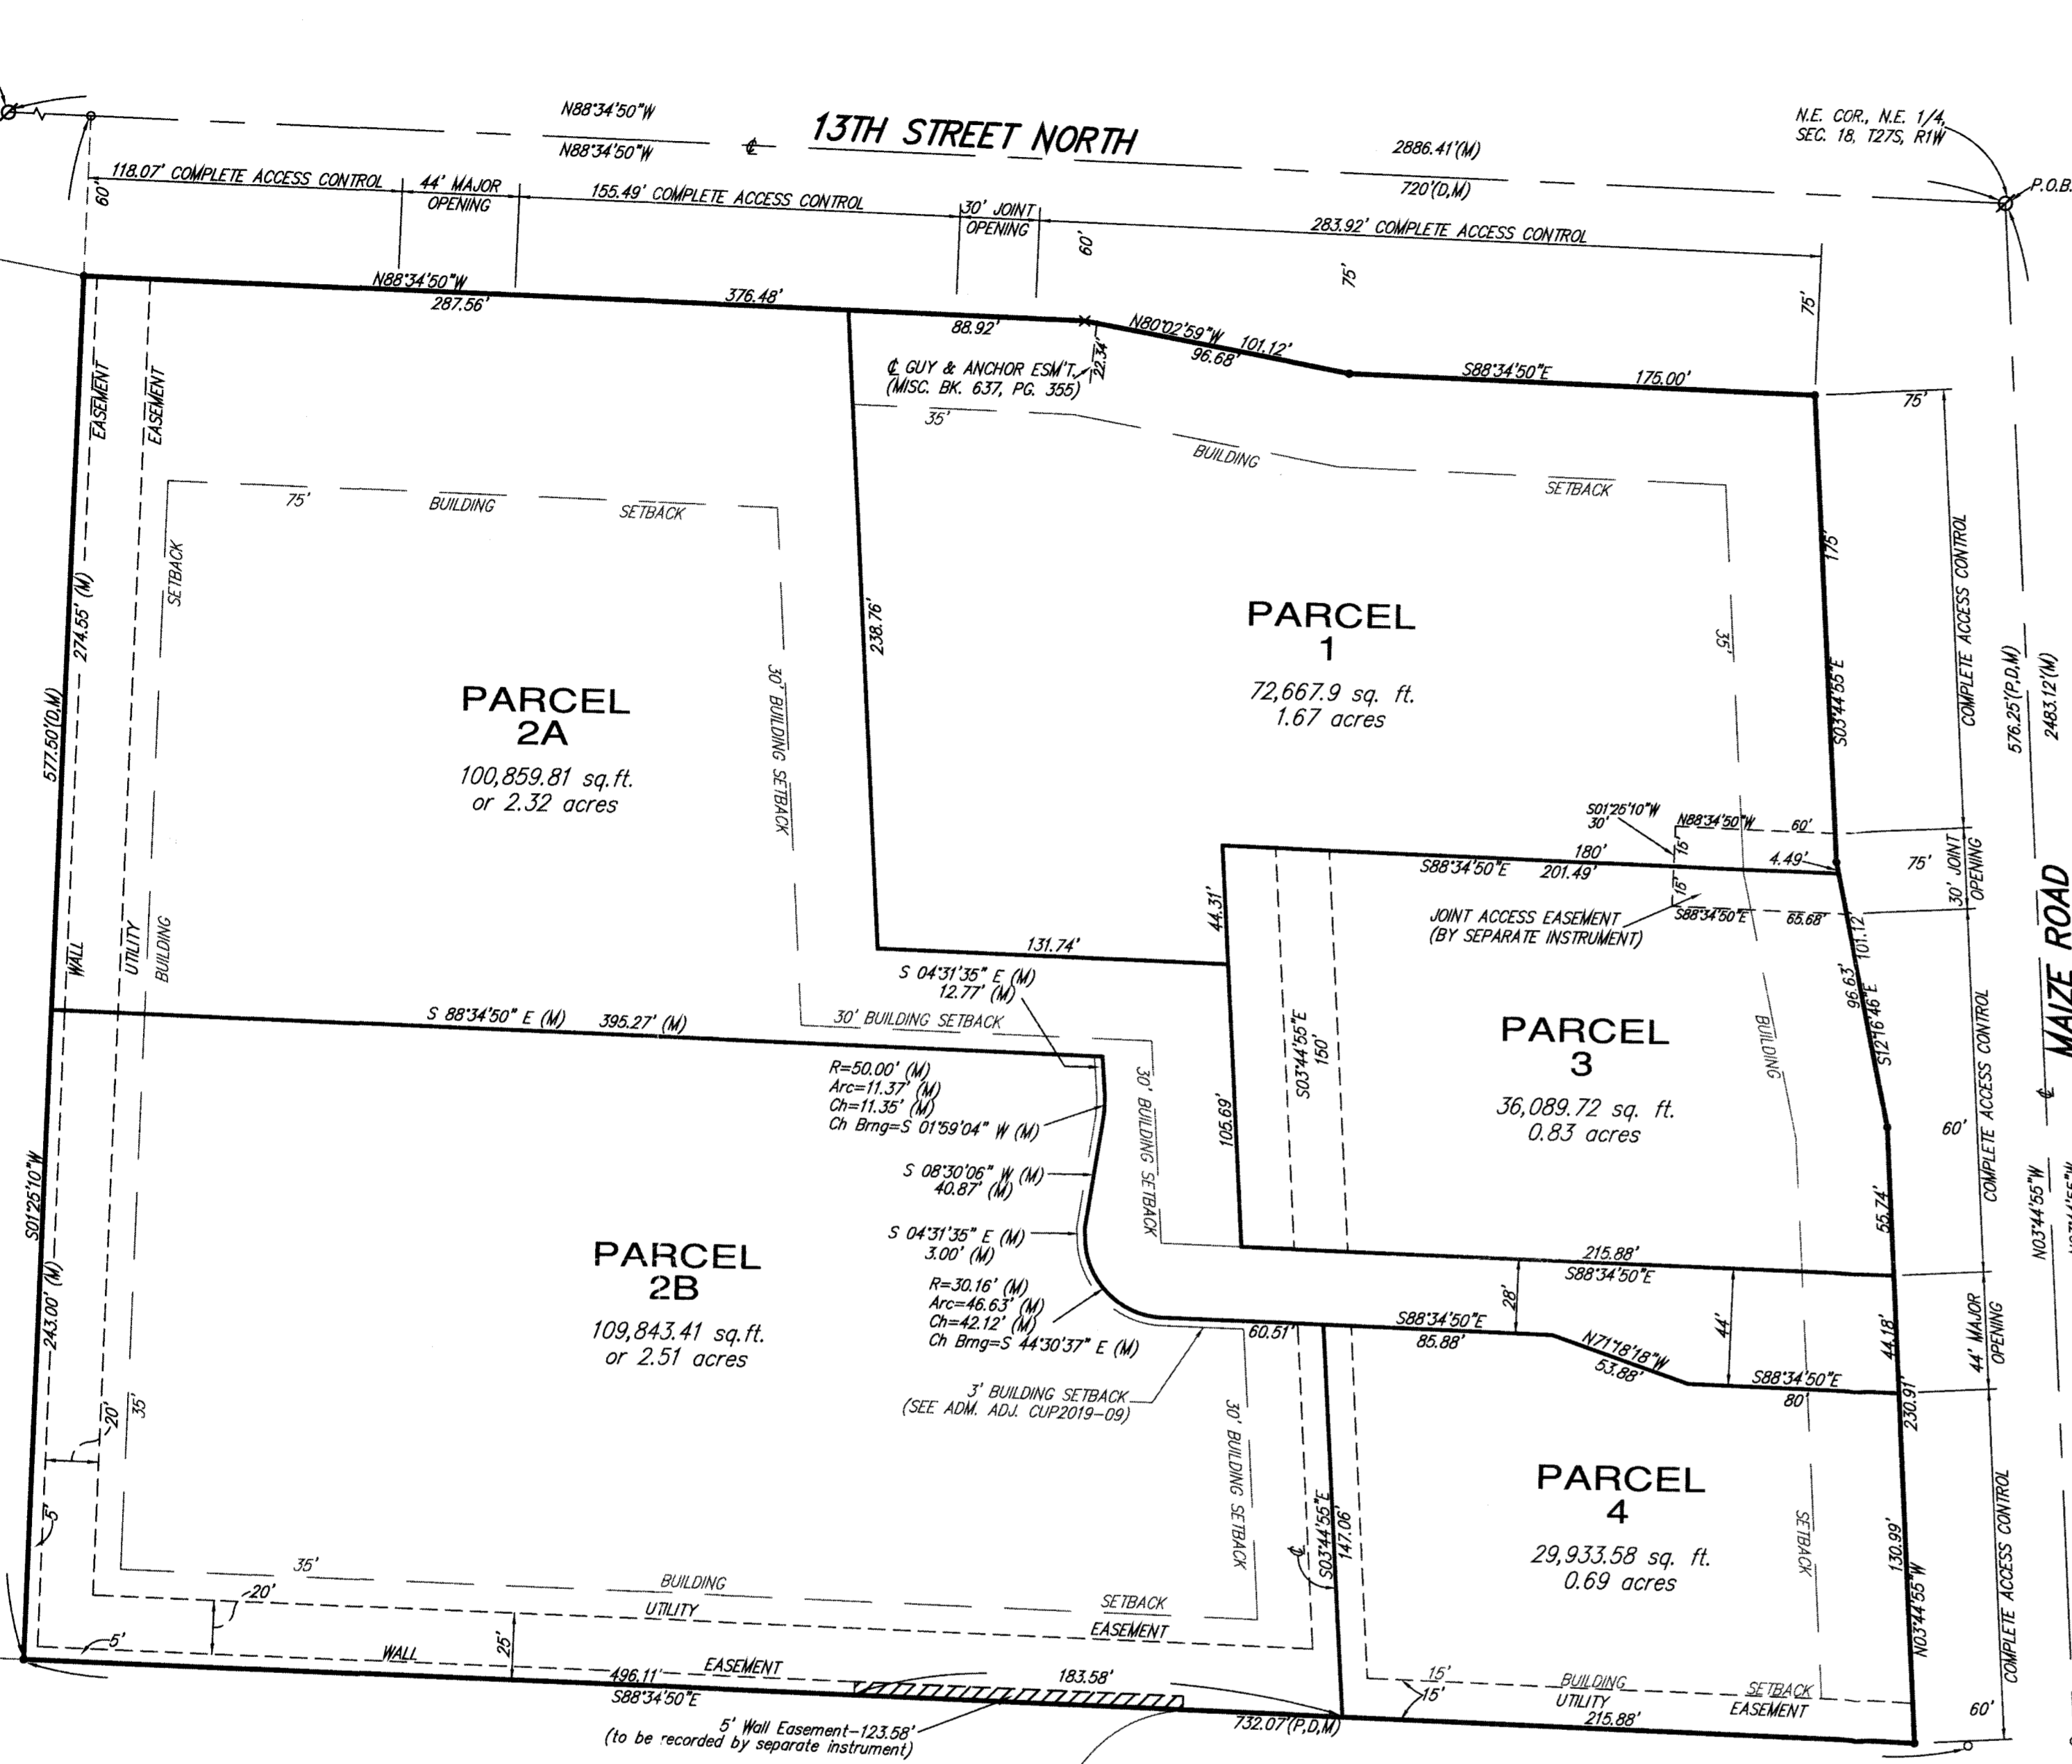 N88°34'50"W
13TH STREET NORTH
N88°34'50"W
℄
2886.41'(M)
720'(D,M)
N.E. COR., N.E. 1/4,
SEC. 18, T27S, R1W
P.O.B.
118.07' COMPLETE ACCESS CONTROL
44' MAJOR
OPENING
155.49' COMPLETE ACCESS CONTROL
30' JOINT
OPENING
283.92' COMPLETE ACCESS CONTROL
60'
60'
75'
75'
N88°34'50"W
287.56'
376.48'
88.92'
N80°02'59"W
101.12'
96.68'
S88°34'50"E
175.00'
75'
22.34'
℄ GUY & ANCHOR ESM'T.
(MISC. BK. 637, PG. 355)
35'
BUILDING
SETBACK
EASEMENT
EASEMENT
75'
BUILDING
SETBACK
SETBACK
274.55' (M)
577.50'(D,M)
238.76'
30' BUILDING SETBACK
PARCEL
1
72,667.9 sq. ft.
1.67 acres
35'
175'
S03°44'55"E
COMPLETE ACCESS CONTROL
576.25'(P,D,M)
2483.12'(M)
PARCEL
2A
100,859.81 sq.ft.
or 2.32 acres
S01°25'10"W
30'
N88°34'50"W
60'
15'
180'
S88°34'50"E
201.49'
4.49'
15'
S88°34'50"E
65.68'
75'
30' JOINT
OPENING
JOINT ACCESS EASEMENT
(BY SEPARATE INSTRUMENT)
44.31'
131.74'
WALL
UTILITY
BUILDING
S 04°31'35" E (M)
12.77' (M)
S 88°34'50" E (M)
395.27' (M)
30' BUILDING SETBACK
101.12'
96.63'
S12°16'46"E
MAIZE ROAD
℄
S03°44'55"E
150'
PARCEL
3
36,089.72 sq. ft.
0.83 acres
BUILDING
COMPLETE ACCESS CONTROL
60'
R=50.00' (M)
Arc=11.37' (M)
Ch=11.35' (M)
Ch Brng=S 01°59'04" W (M)
30' BUILDING SETBACK
105.69'
S 08°30'06" W (M)
40.87' (M)
S 04°31'35" E (M)
3.00' (M)
R=30.16' (M)
Arc=46.63' (M)
Ch=42.12' (M)
Ch Brng=S 44°30'37" E (M)
S01°25'10"W
243.00' (M)
PARCEL
2B
109,843.41 sq.ft.
or 2.51 acres
55.74'
N03°44'55"W
215.88'
S88°34'50"E
28'
44'
44.18'
44' MAJOR
OPENING
60.51'
S88°34'50"E
85.88'
N71°18'18"W
53.88'
S88°34'50"E
80'
230.91'
3' BUILDING SETBACK
(SEE ADM. ADJ. CUP2019-09)
35'
20'
5'
30' BUILDING SETBACK
℄
S03°44'55"E
147.06'
PARCEL
4
29,933.58 sq. ft.
0.69 acres
SETBACK
130.99'
N03°44'55"W
COMPLETE ACCESS CONTROL
35'
BUILDING
SETBACK
20'
UTILITY
EASEMENT
5'
25'
WALL
EASEMENT
496.11'
S88°34'50"E
183.58'
15'
BUILDING
SETBACK
15'
UTILITY
EASEMENT
215.88'
60'
5' Wall Easement-123.58'
(to be recorded by separate instrument)
732.07'(P,D,M)